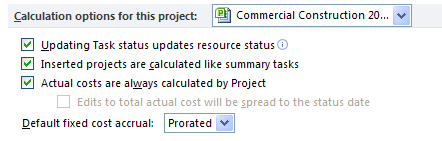 Calculation options for this project: Commercial Construction 20...
Updating Task status updates resource status
Inserted projects are calculated like summary tasks
Actual costs are always calculated by Project
Edits to total actual cost will be spread to the status date
Default fixed cost accrual: Prorated